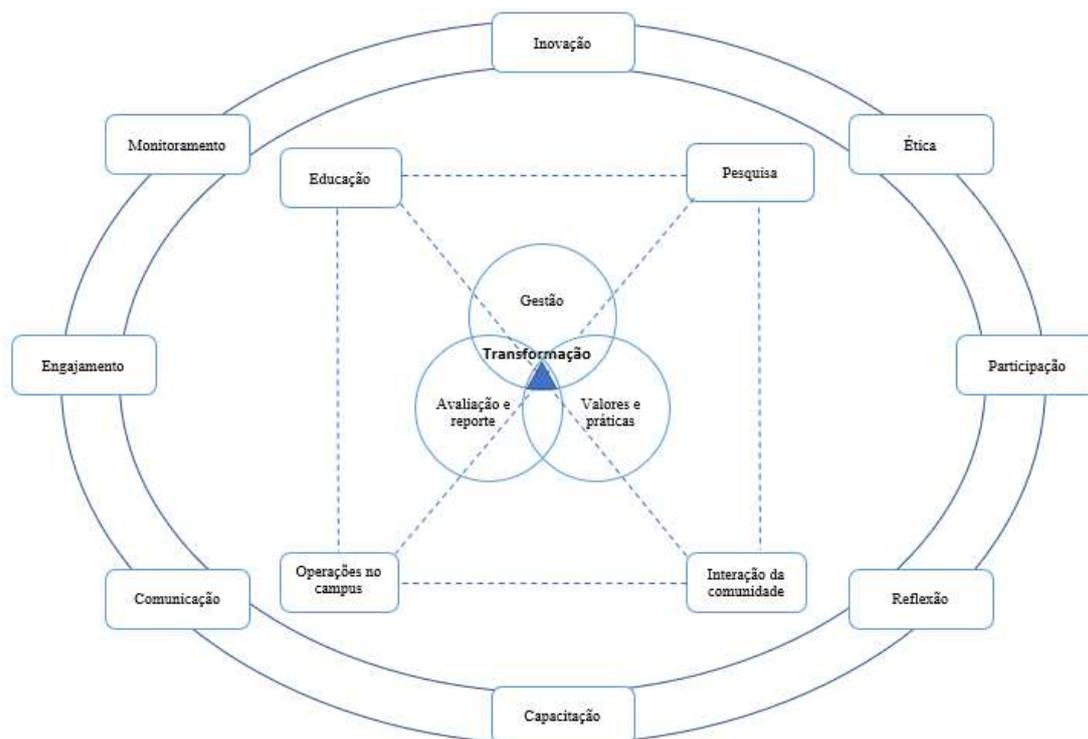 Inovação
Monitoramento
Ética
Educação
Pesquisa
Gestão
Transformação
Engajamento
Participação
Avaliação e
reporte
Valores e
práticas
Operações no
campus
Interação da
comunidade
Comunicação
Reflexão
Capacitação